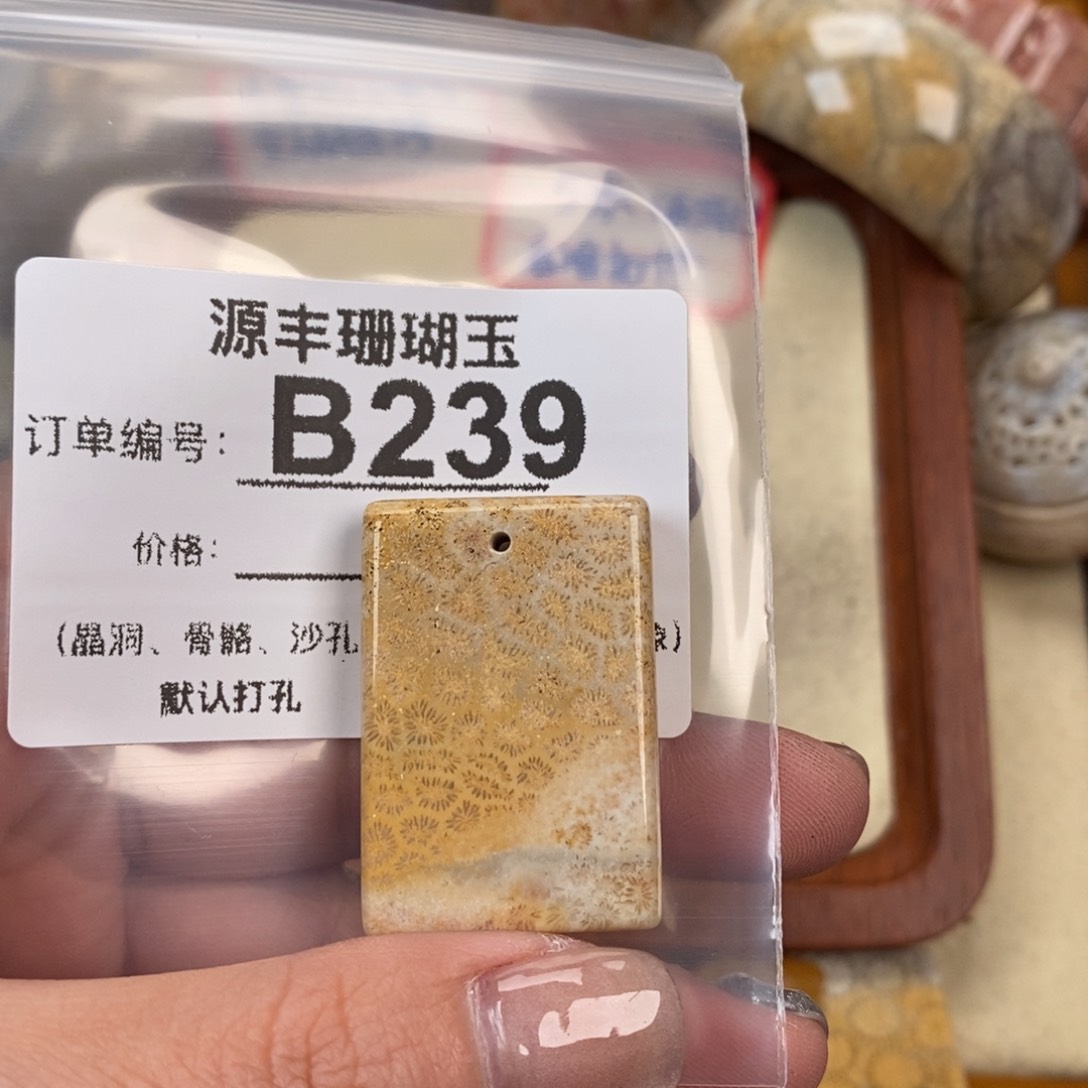 源丰珊瑚玉
订单编号: B239
价格:
(晶洞、骨骼、沙孔
默认打孔